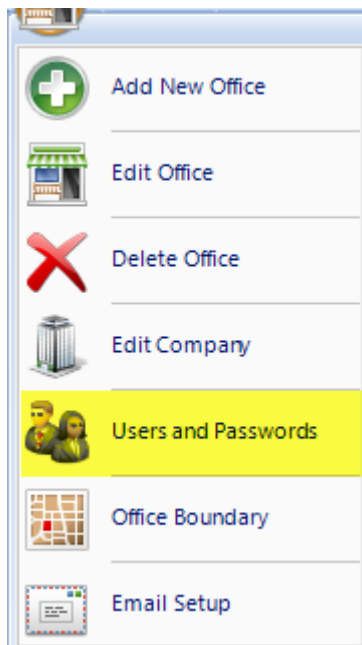 Add New Office
Edit Office
Delete Office
Edit Company
Users and Passwords
Office Boundary
Email Setup